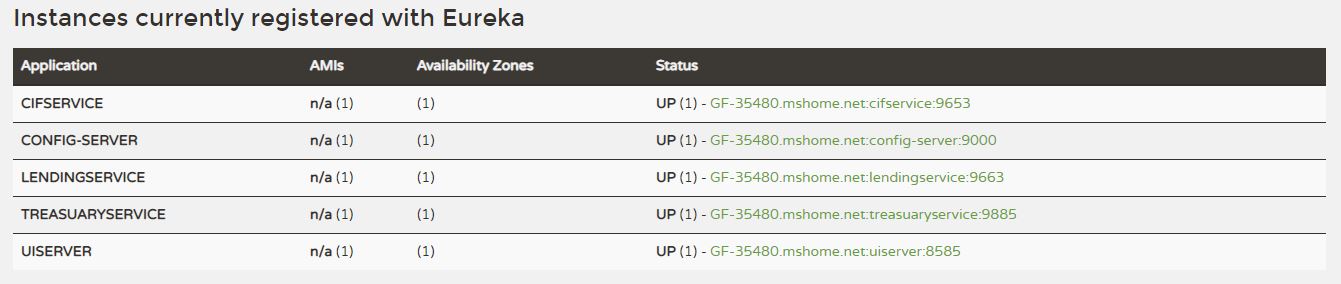 Instances currently registered with Eureka
Application AMIs Availability Zones Status
CIFSERVICE n/a (1) (1) UP (1) - GF-35480.mshome.net:cifservice:9653
CONFIG-SERVER n/a (1) (1) UP (1) - GF-35480.mshome.net:config-server:9000
LENDINGSERVICE n/a (1) (1) UP (1) - GF-35480.mshome.net:lendingservice:9663
TREASUARYSERVICE n/a (1) (1) UP (1) - GF-35480.mshome.net:treasuaryservice:9885
UISERVER n/a (1) (1) UP (1) - GF-35480.mshome.net:uiserver:8585